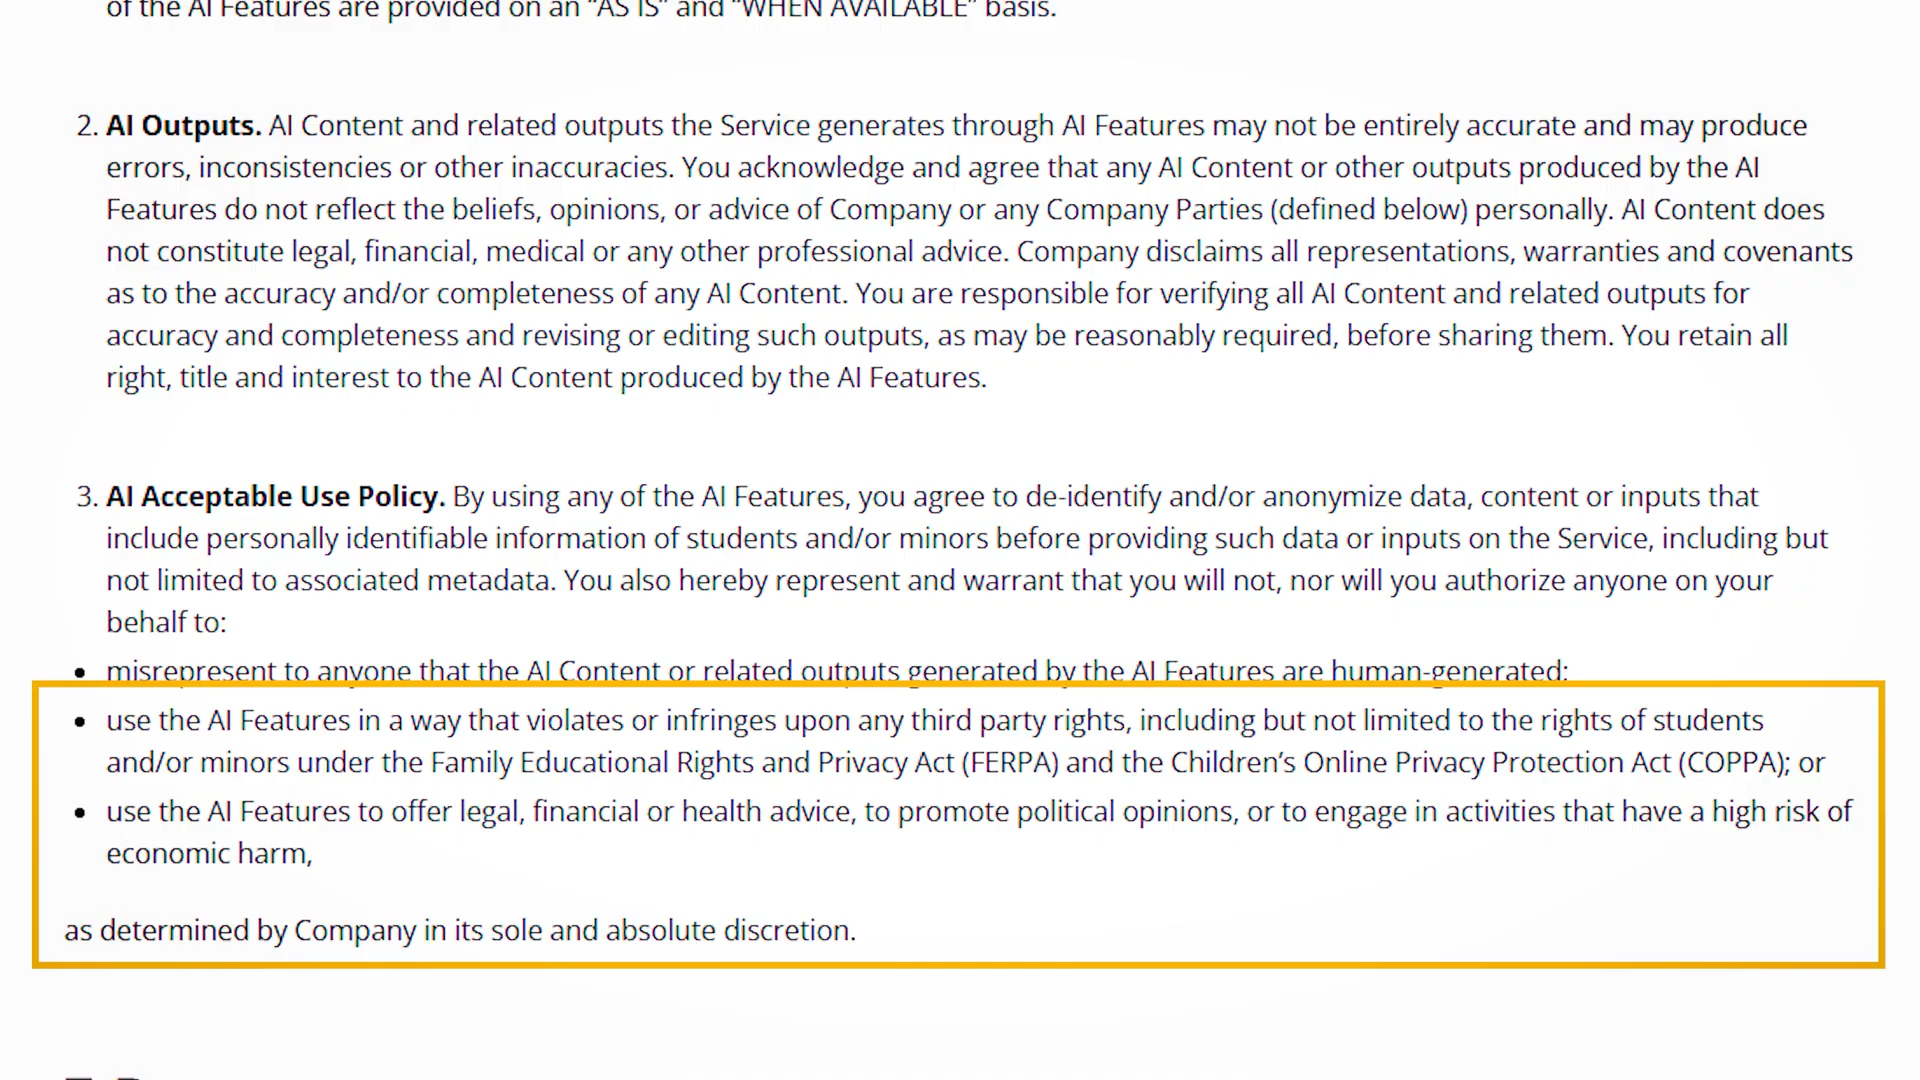 of the AI Features are provided on an “AS IS” and “WHEN AVAILABLE” basis.
2. AI Outputs. AI Content and related outputs the Service generates through AI Features may not be entirely accurate and may produce
errors, inconsistencies or other inaccuracies. You acknowledge and agree that any AI Content or other outputs produced by the AI
Features do not reflect the beliefs, opinions, or advice of Company or any Company Parties (defined below) personally. AI Content does
not constitute legal, financial, medical or any other professional advice. Company disclaims all representations, warranties and covenants
as to the accuracy and/or completeness of any AI Content. You are responsible for verifying all AI Content and related outputs for
accuracy and completeness and revising or editing such outputs, as may be reasonably required, before sharing them. You retain all
right, title and interest to the AI Content produced by the AI Features.
3. AI Acceptable Use Policy. By using any of the AI Features, you agree to de-identify and/or anonymize data, content or inputs that
include personally identifiable information of students and/or minors before providing such data or inputs on the Service, including but
not limited to associated metadata. You also hereby represent and warrant that you will not, nor will you authorize anyone on your
behalf to:
• misrepresent to anyone that the AI Content or related outputs generated by the AI Features are human-generated;
• use the AI Features in a way that violates or infringes upon any third party rights, including but not limited to the rights of students
and/or minors under the Family Educational Rights and Privacy Act (FERPA) and the Children’s Online Privacy Protection Act (COPPA); or
• use the AI Features to offer legal, financial or health advice, to promote political opinions, or to engage in activities that have a high risk of
economic harm,
as determined by Company in its sole and absolute discretion.